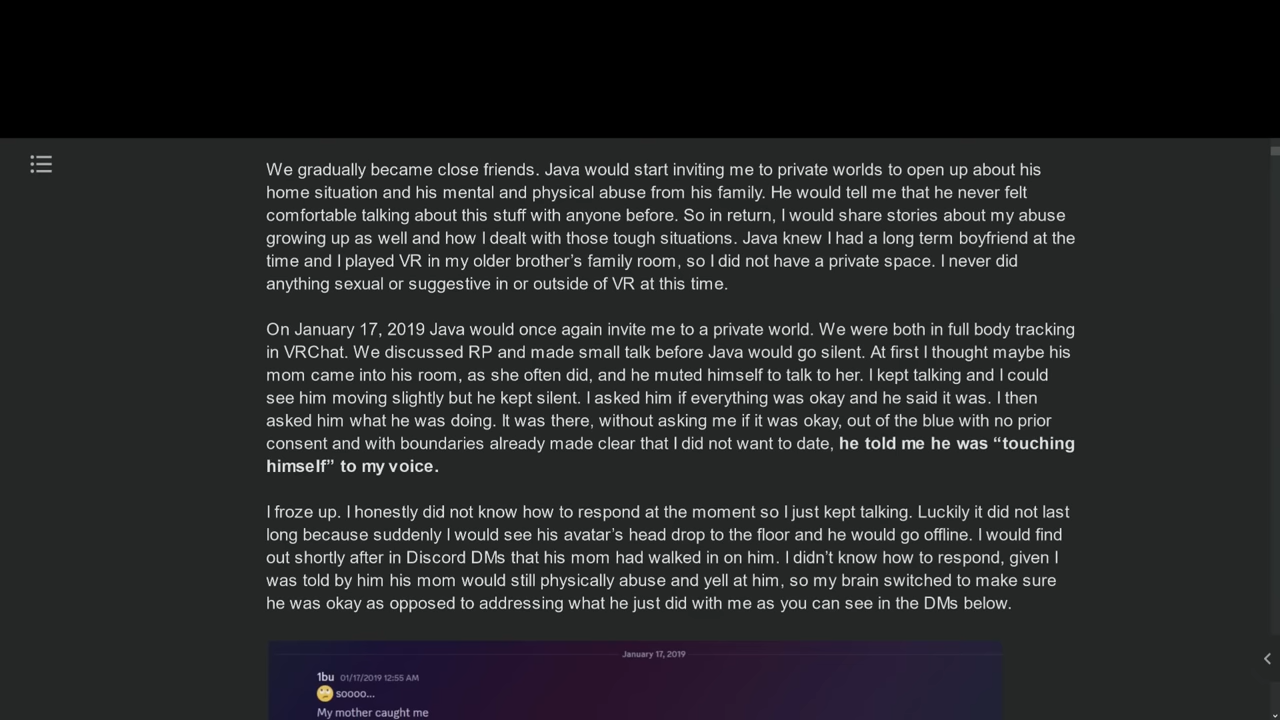 We gradually became close friends. Java would start inviting me to private worlds to open up about his
home situation and his mental and physical abuse from his family. He would tell me that he never felt
comfortable talking about this stuff with anyone before. So in return, I would share stories about my abuse
growing up as well and how I dealt with those tough situations. Java knew I had a long term boyfriend at the
time and I played VR in my older brother’s family room, so I did not have a private space. I never did
anything sexual or suggestive in or outside of VR at this time.
On January 17, 2019 Java would once again invite me to a private world. We were both in full body tracking
in VRChat. We discussed RP and made small talk before Java would go silent. At first I thought maybe his
mom came into his room, as she often did, and he muted himself to talk to her. I kept talking and I could
see him moving slightly but he kept silent. I asked him if everything was okay and he said it was. I then
asked him what he was doing. It was there, without asking me if it was okay, out of the blue with no prior
consent and with boundaries already made clear that I did not want to date, he told me he was “touching
himself” to my voice.
I froze up. I honestly did not know how to respond at the moment so I just kept talking. Luckily it did not last
long because suddenly I would see his avatar’s head drop to the floor and he would go offline. I would find
out shortly after in Discord DMs that his mom had walked in on him. I didn’t know how to respond, given I
was told by him his mom would still physically abuse and yell at him, so my brain switched to make sure
he was okay as opposed to addressing what he just did with me as you can see in the DMs below.
January 17, 2019
1bu 01/17/2019 12:55 AM
🙄 soooo...
My mother caught me